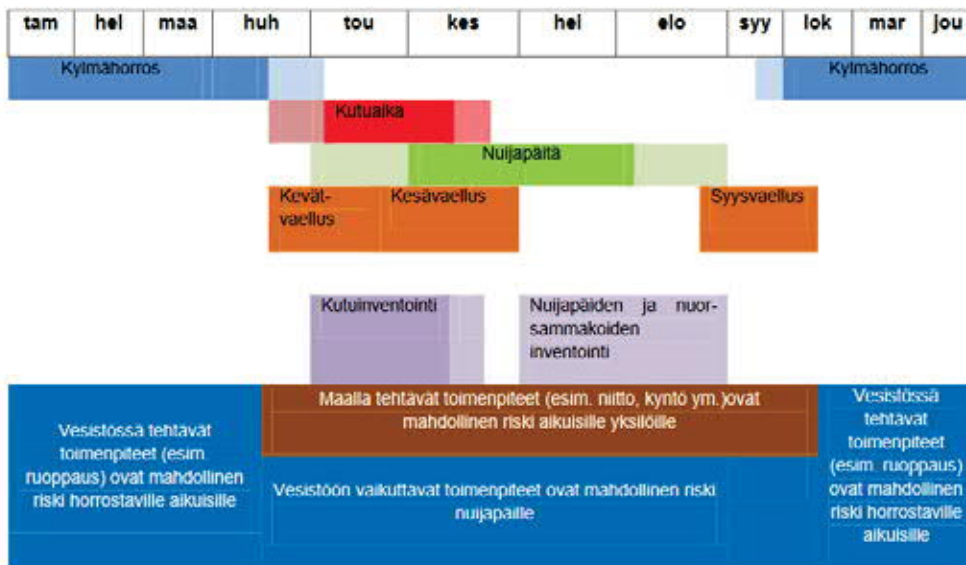 tam hel maa huh tou kes hei elo syy lok mar jou
Kylmähorros
Kylmähorros
Kutuaika
Nuijapäitä
Kevät-
vaellus
Kesävaellus
Syysvaellus
Kutuinventointi
Nuijapäiden ja nuor-
sammakoiden
inventointi
Vesistössä tehtävät
toimenpiteet (esim.
ruoppaus) ovat mahdollinen
riski horrostaville aikuisille
Maalla tehtävät toimenpiteet (esim. niitto, kyntö ym.)ovat
mahdollinen riski aikuisille yksilöille
Vesistöön vaikuttavat toimenpiteet ovat mahdollinen riski
nuijapäille
Vesistössä
tehtävät
toimenpiteet
(esim. ruoppaus)
ovat mahdollinen
riski horrostaville
aikuisille